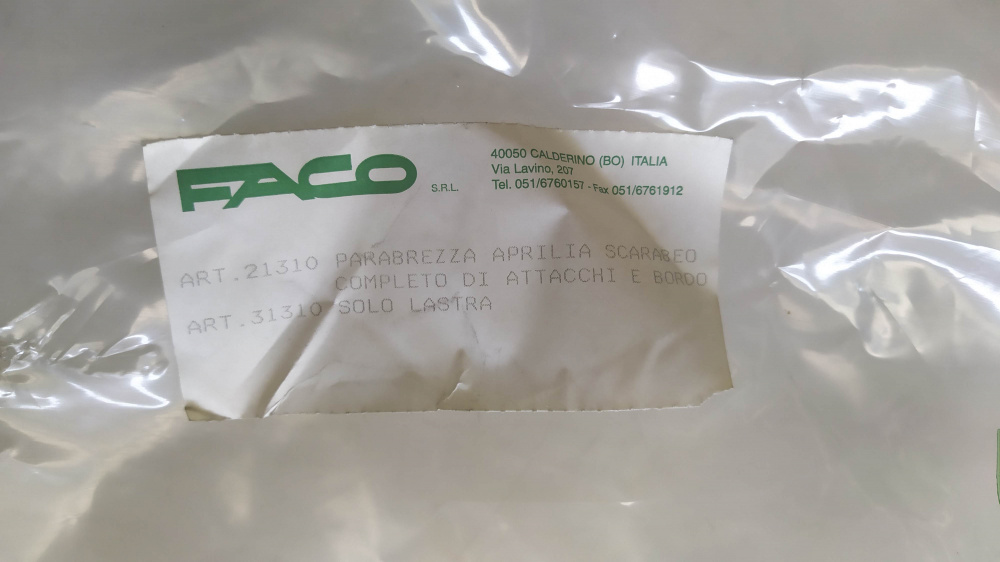 FACO S.R.L.
40050 CALDERINO (BO) ITALIA
Via Lavino, 207
Tel. 051/6760157 - Fax 051/6761912
ART.21310 PARABREZZA APRILIA SCARABEO
COMPLETO DI ATTACCHI E BORDO
ART.31310 SOLO LASTRA